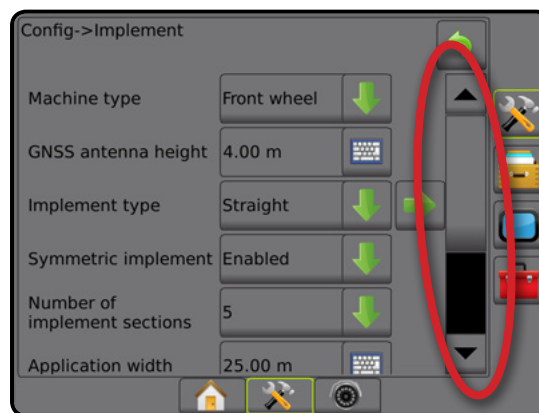 Config->Implement
Machine type
Front wheel
GNSS antenna height
4.00 m
Implement type
Straight
Symmetric implement
Enabled
Number of
implement sections
5
Application width
25.00 m